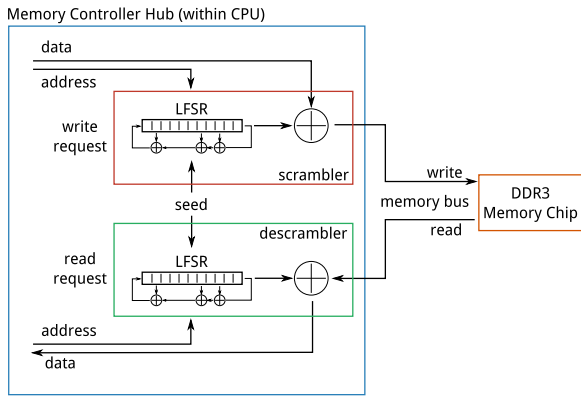 Memory Controller Hub (within CPU)
data
address
LFSR
write
request
scrambler
write
DDR3
Memory Chip
memory bus
read
seed
descrambler
LFSR
read
request
address
data